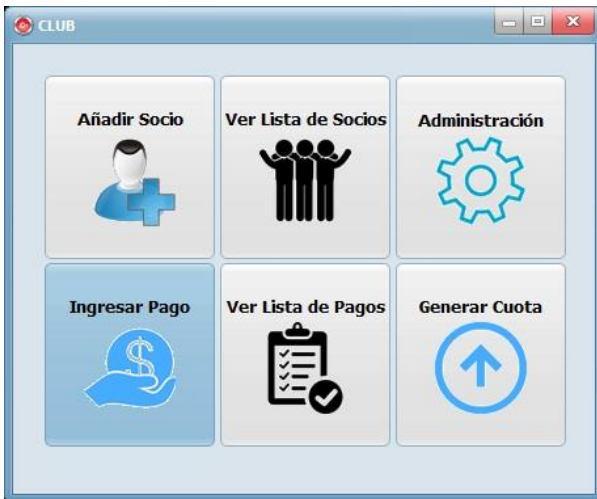 CLUB
Añadir Socio
Ver Lista de Socios
Administración
Ingresar Pago
Ver Lista de Pagos
Generar Cuota